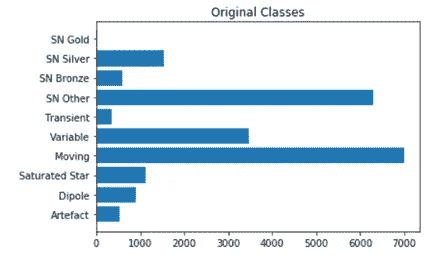 Original Classes
SN Gold
SN Silver
SN Bronze
SN Other
Transient
Variable
Moving
Saturated Star
Dipole
Artefact
0 1000 2000 3000 4000 5000 6000 7000